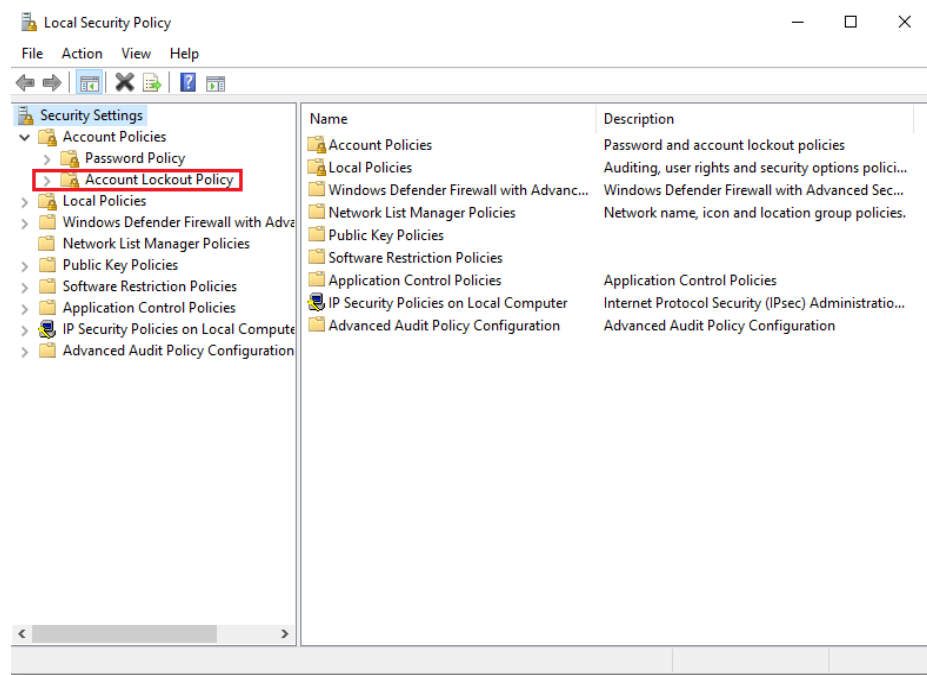 Local Security Policy
File Action View Help
Security Settings
Account Policies
Password Policy
Account Lockout Policy
Local Policies
Windows Defender Firewall with Adva
Network List Manager Policies
Public Key Policies
Software Restriction Policies
Application Control Policies
IP Security Policies on Local Compute
Advanced Audit Policy Configuration
Name Description
Account Policies Password and account lockout policies
Local Policies Auditing, user rights and security options polici...
Windows Defender Firewall with Advanc... Windows Defender Firewall with Advanced Sec...
Network List Manager Policies Network name, icon and location group policies.
Public Key Policies
Software Restriction Policies
Application Control Policies Application Control Policies
IP Security Policies on Local Computer Internet Protocol Security (IPsec) Administratio...
Advanced Audit Policy Configuration Advanced Audit Policy Configuration